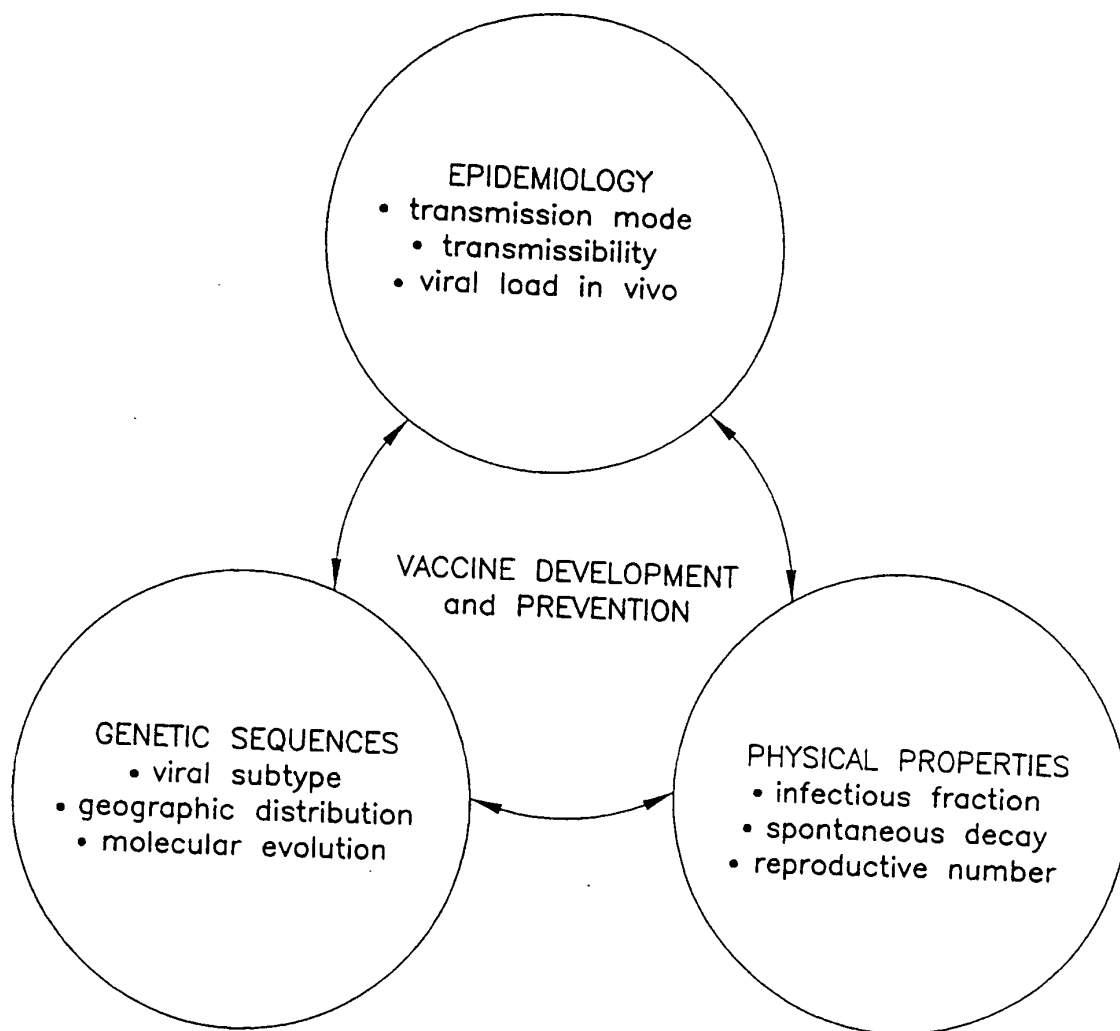 EPIDEMIOLOGY
• transmission mode
• transmissibility
• viral load in vivo
VACCINE DEVELOPMENT
and PREVENTION
GENETIC SEQUENCES
• viral subtype
• geographic distribution
• molecular evolution
PHYSICAL PROPERTIES
• infectious fraction
• spontaneous decay
• reproductive number